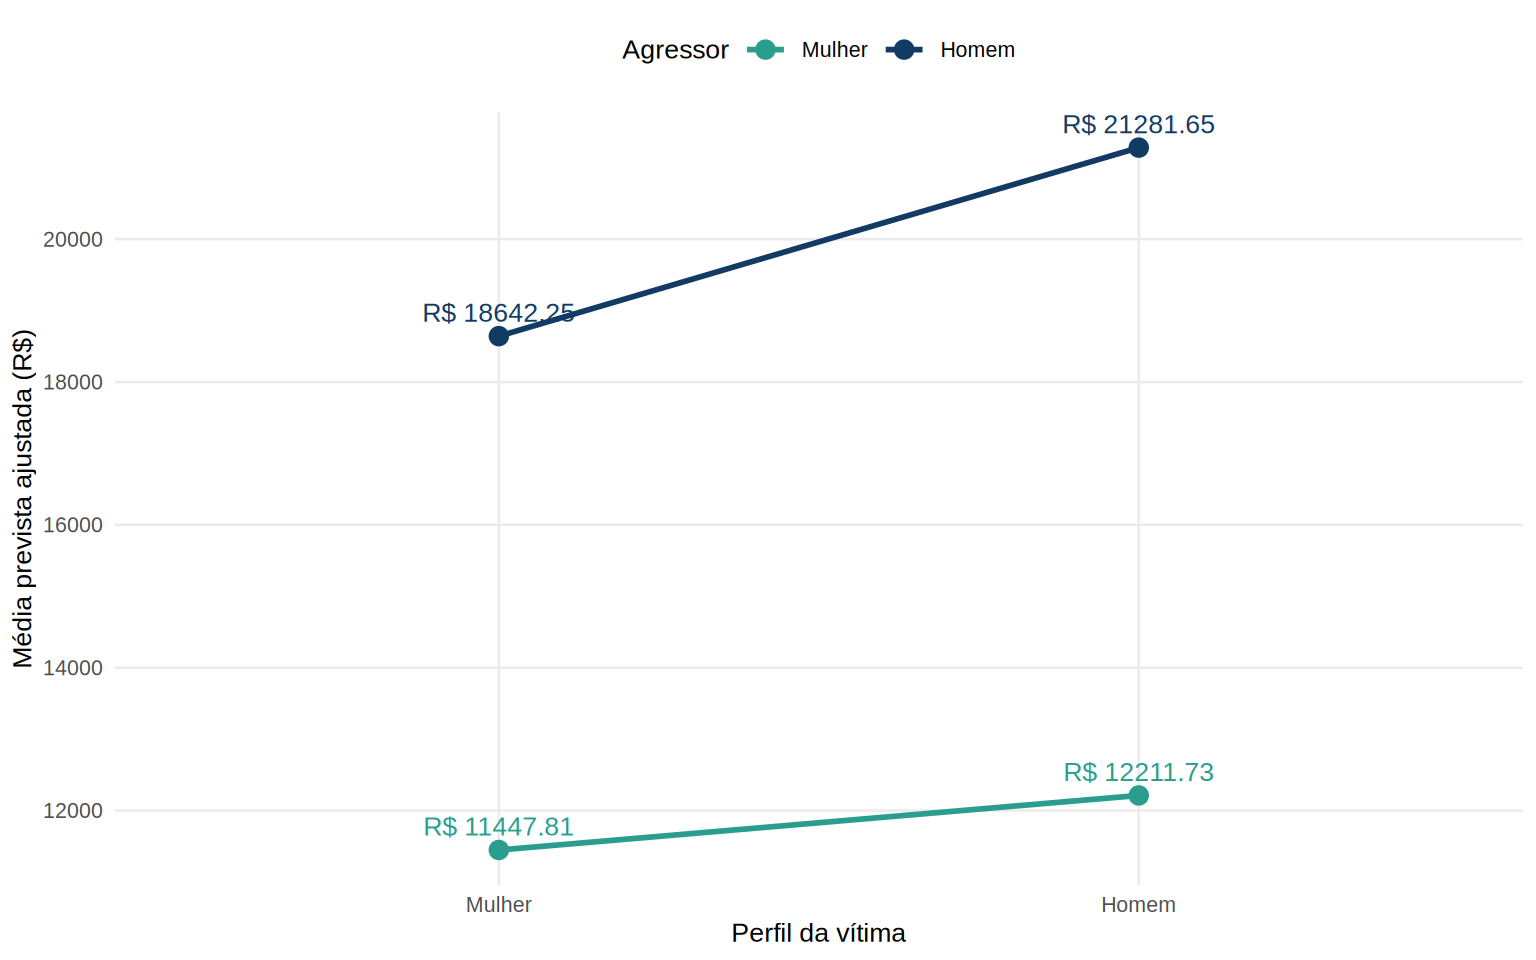 Agressor Mulher Homem
R$ 21281.65
R$ 18642.25
R$ 12211.73
R$ 11447.81
Média prevista ajustada (R$)
20000
18000
16000
14000
12000
Mulher Homem
Perfil da vítima